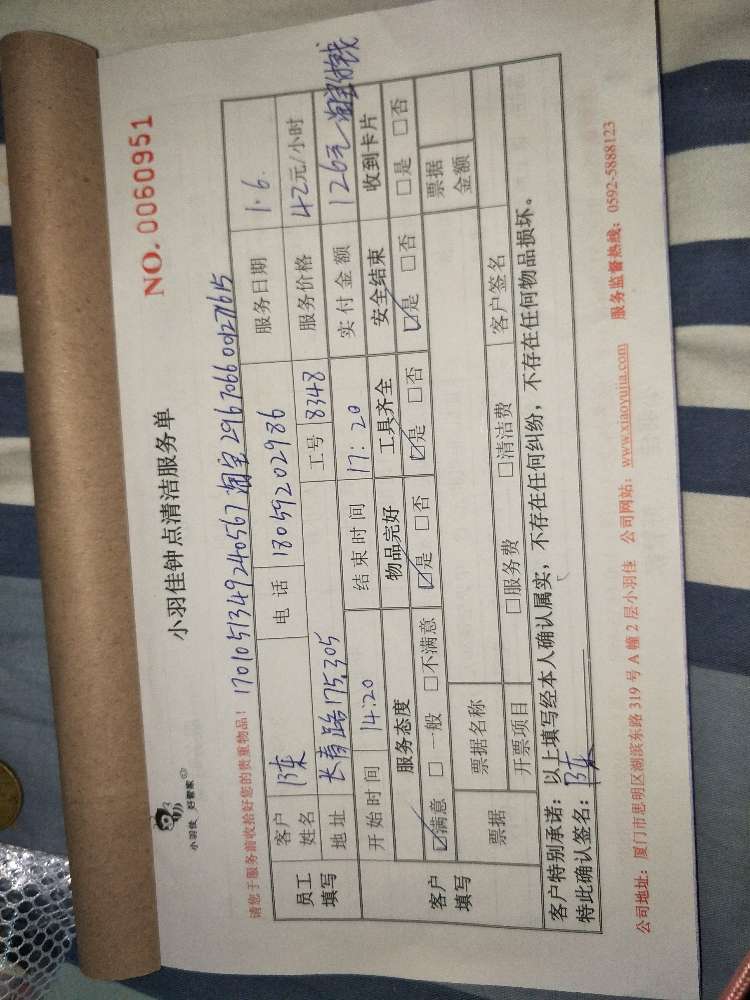 小羽佳 好管家
小羽佳钟点清洁服务单
NO. 0060951
请您于服务前收拾好您的贵重物品！ 1701051349240567 淘宝 296706600271615
员工填写 客户姓名 陈 电话 18059202986 服务日期 1.6.
地址 长春路175,305 工号 8348 服务价格 42元/小时
开始时间 14:20 结束时间 17:20 实付金额 126元 淘宝付钱
客户填写 服务态度 物品完好 工具齐全 安全结束 收到卡片
☑满意 □一般 □不满意 ☑是 □否 ☑是 □否 ☑是 □否 □是 □否
票据 票据名称 票据金额
开票项目 □服务费 □清洁费 客户签名
客户特别承诺：以上填写经本人确认属实，不存在任何纠纷，不存在任何物品损坏。
特此确认签名：陈
公司地址：厦门市思明区湖滨东路 319 号 A 幢 2 层小羽佳 公司网站：www.xiaoyujia.com 服务监督热线：0592-5888123